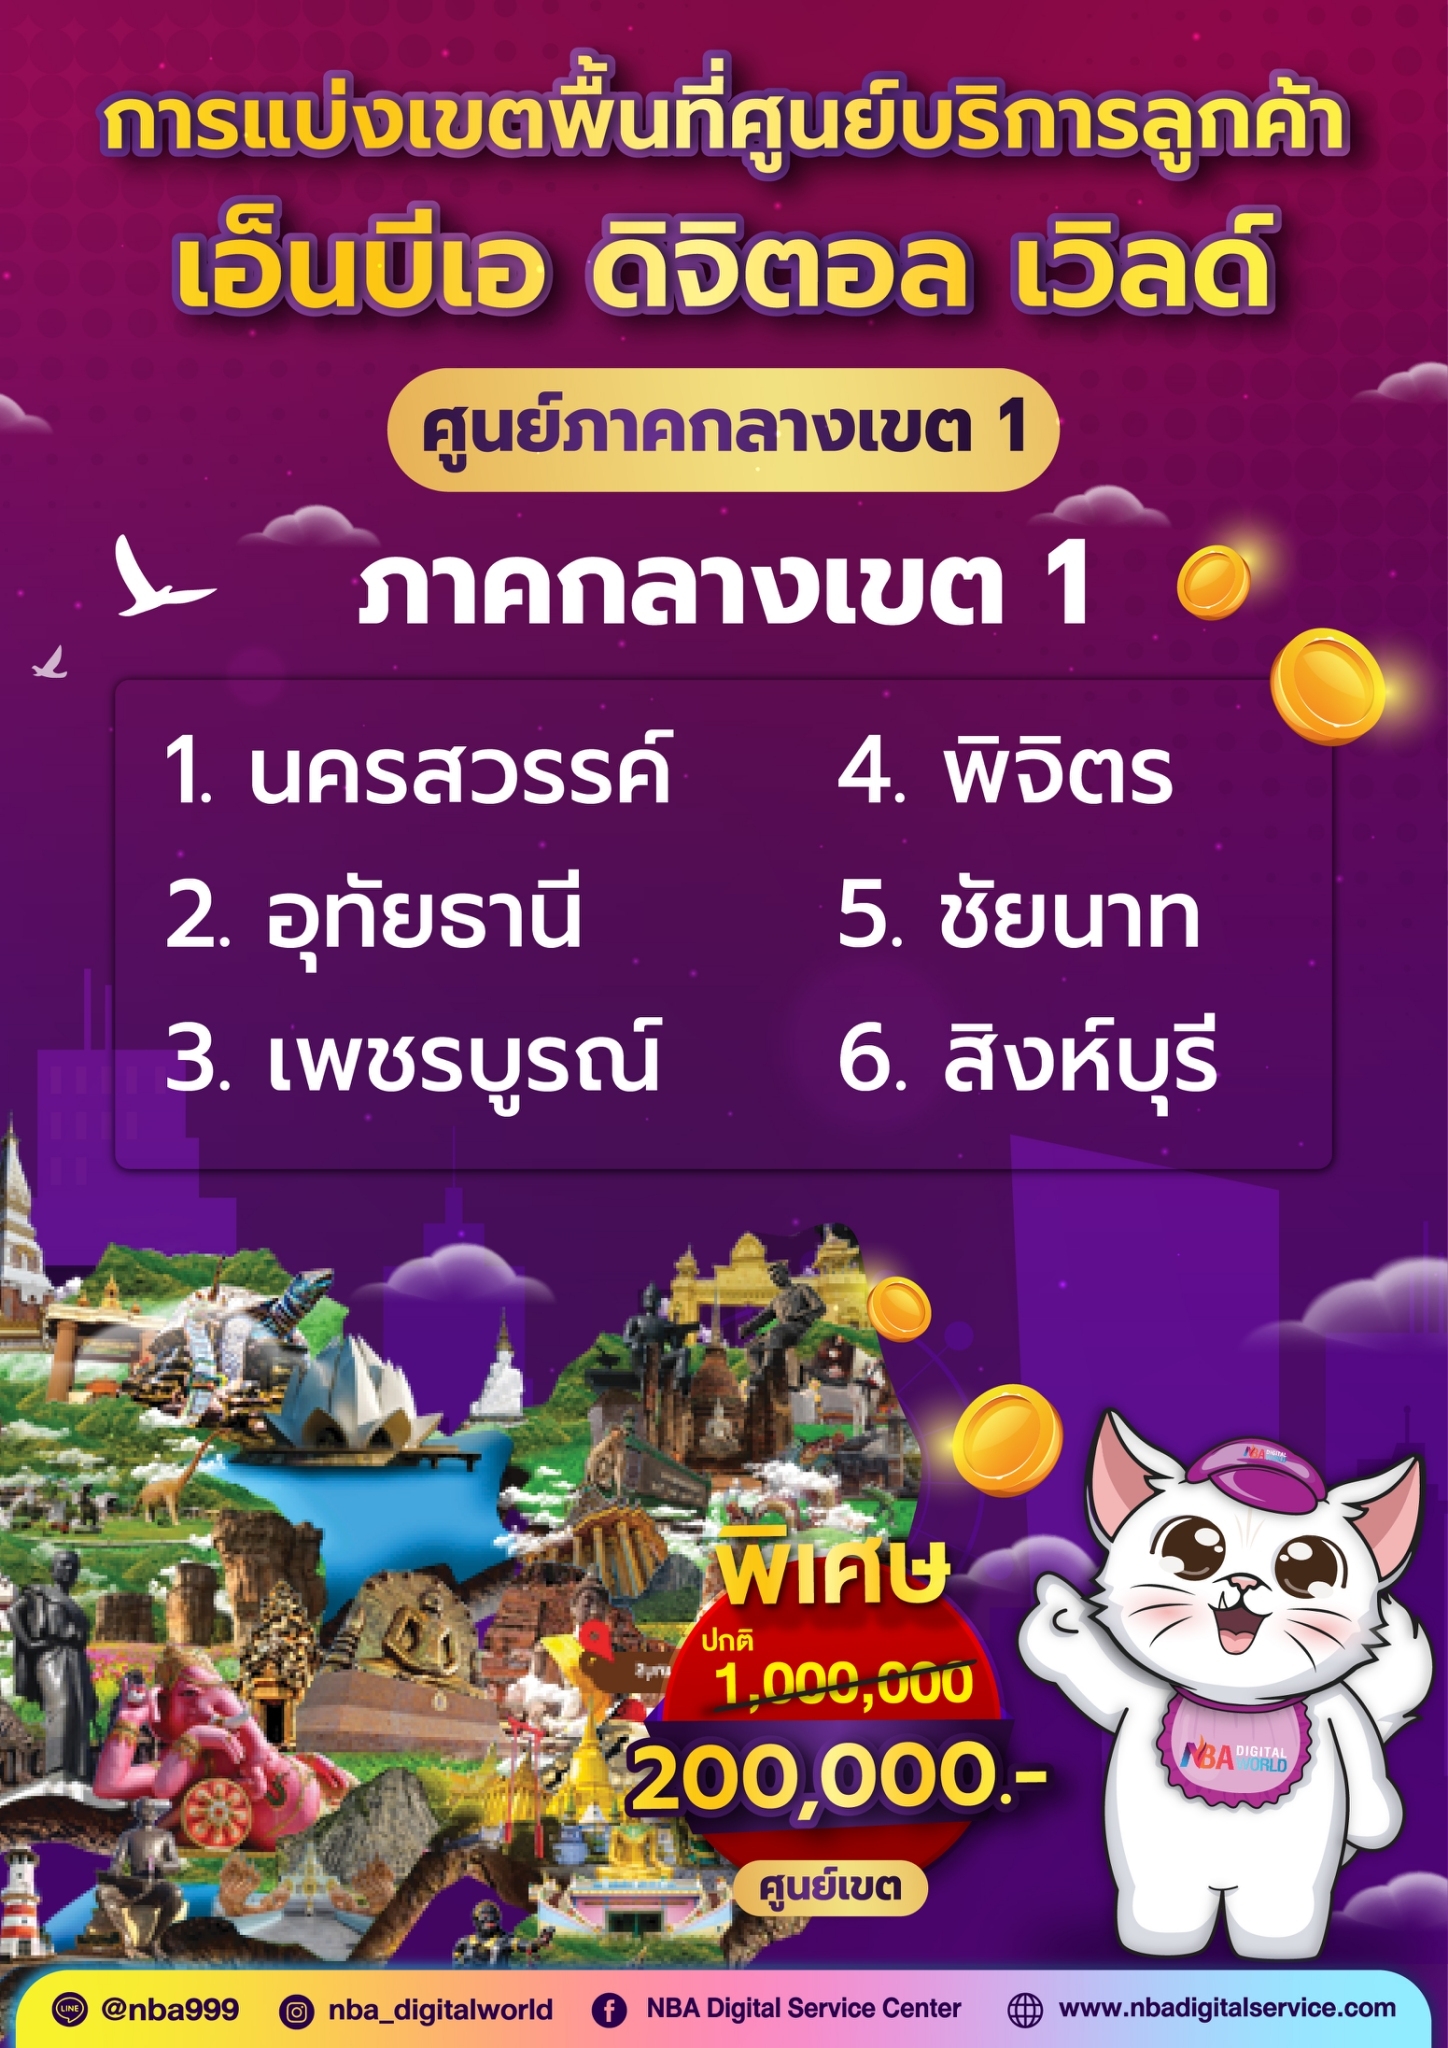 การแบ่งเขตพื้นที่ศูนย์บริการลูกค้า
เอ็นบีเอ ดิจิตอล เวิลด์
ศูนย์ภาคกลางเขต 1
ภาคกลางเขต 1
1. นครสวรรค์
2. อุทัยธานี
3. เพชรบูรณ์
4. พิจิตร
5. ชัยนาท
6. สิงห์บุรี
พิเศษ
ปกติ
1,000,000
200,000.-
ศูนย์เขต
NBA DIGITAL WORLD
NBA DIGITAL
WORLD
LINE @nba999 nba_digitalworld NBA Digital Service Center www.nbadigitalservice.com